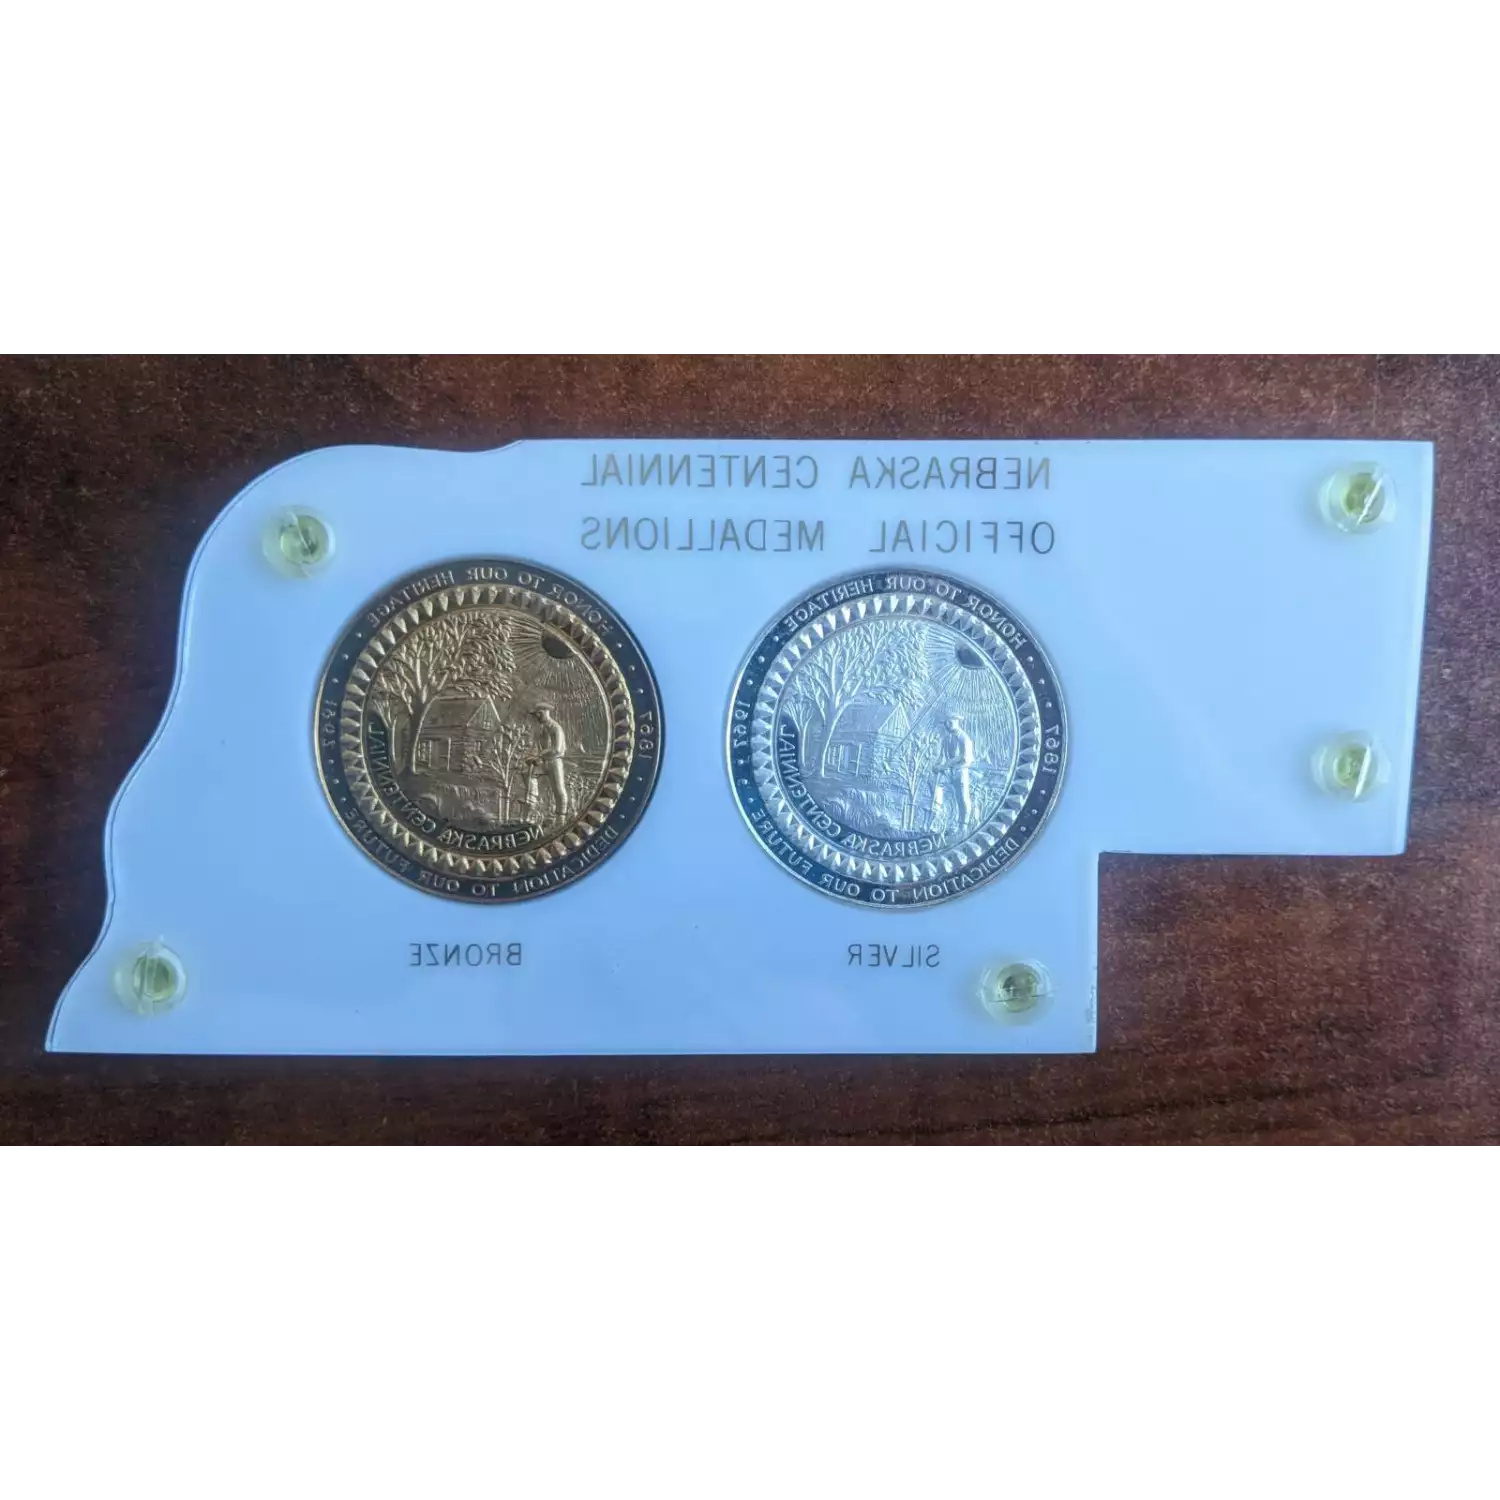 NEBRASKA CENTENNIAL
OFFICIAL MEDALLIONS
HONOR TO OUR HERITAGE
1867 · 1967
DEDICATION TO OUR FUTURE
NEBRASKA CENTENNIAL
SILVER
HONOR TO OUR HERITAGE
1867 · 1967
DEDICATION TO OUR FUTURE
NEBRASKA CENTENNIAL
BRONZE